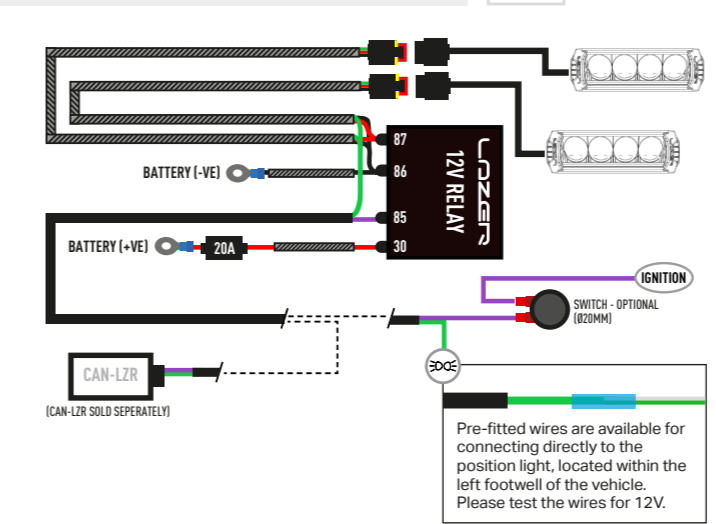 87
86
LAZER
12V RELAY
BATTERY (-VE)
85
BATTERY (+VE)
20A
30
IGNITION
SWITCH - OPTIONAL
(Ø20MM)
CAN-LZR
(CAN-LZR SOLD SEPERATELY)
Pre-fitted wires are available for
connecting directly to the
position light, located within the
left footwell of the vehicle.
Please test the wires for 12V.